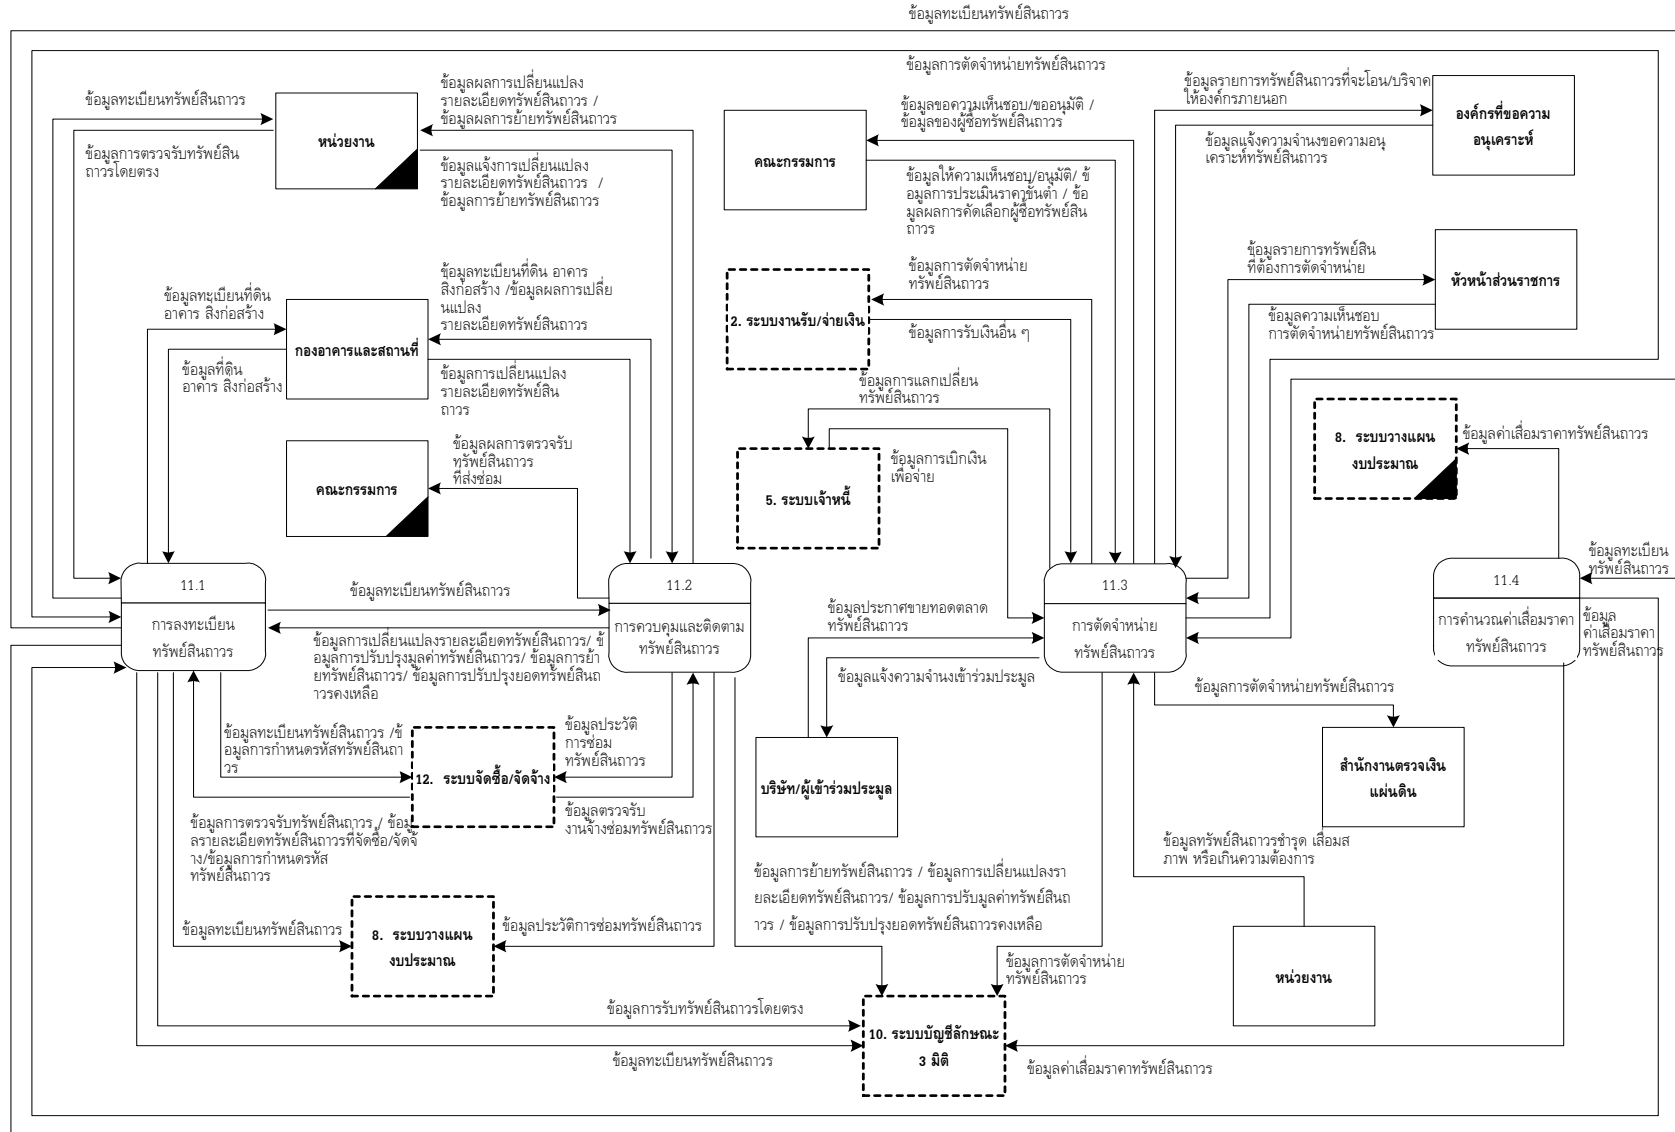 ข้อมูลทะเบียนทรัพย์สินถาวร
ข้อมูลทะเบียนทรัพย์สินถาวร
ข้อมูลการตรวจรับทรัพย์สิน
ถาวรโดยตรง
หน่วยงาน
ข้อมูลผลการเปลี่ยนแปลง
รายละเอียดทรัพย์สินถาวร /
ข้อมูลผลการย้ายทรัพย์สินถาวร
ข้อมูลแจ้งการเปลี่ยนแปลง
รายละเอียดทรัพย์สินถาวร /
ข้อมูลการย้ายทรัพย์สินถาวร
ข้อมูลการตัดจำหน่ายทรัพย์สินถาวร
คณะกรรมการ
ข้อมูลขอความเห็นชอบ/ขออนุมัติ /
ข้อมูลของผู้ซื้อทรัพย์สินถาวร
ข้อมูลให้ความเห็นชอบ/อนุมัติ/ ข้
อมูลการประเมินราคาขั้นต่ำ / ข้อ
มูลผลการคัดเลือกผู้ซื้อทรัพย์สิน
ถาวร
ข้อมูลรายการทรัพย์สินถาวรที่จะโอน/บริจาค
ให้องค์กรภายนอก
ข้อมูลแจ้งความจำนงขอความอนุ
เคราะห์ทรัพย์สินถาวร
องค์กรที่ขอความ
อนุเคราะห์
ข้อมูลทะเบียนที่ดิน
อาคาร สิ่งก่อสร้าง
ข้อมูลที่ดิน
อาคาร สิ่งก่อสร้าง
กองอาคารและสถานที่
ข้อมูลทะเบียนที่ดิน อาคาร
สิ่งก่อสร้าง /ข้อมูลผลการเปลี่ย
นแปลง
รายละเอียดทรัพย์สินถาวร
ข้อมูลการเปลี่ยนแปลง
รายละเอียดทรัพย์สิน
ถาวร
2. ระบบงานรับ/จ่ายเงิน
ข้อมูลการตัดจำหน่าย
ทรัพย์สินถาวร
ข้อมูลการรับเงินอื่น ๆ
ข้อมูลรายการทรัพย์สิน
ที่ต้องการตัดจำหน่าย
ข้อมูลความเห็นชอบ
การตัดจำหน่ายทรัพย์สินถาวร
หัวหน้าส่วนราชการ
คณะกรรมการ
ข้อมูลผลการตรวจรับ
ทรัพย์สินถาวร
ที่ส่งซ่อม
ข้อมูลการแลกเปลี่ยน
ทรัพย์สินถาวร
5. ระบบเจ้าหนี้
ข้อมูลการเบิกเงิน
เพื่อจ่าย
8. ระบบวางแผน
งบประมาณ
ข้อมูลค่าเสื่อมราคาทรัพย์สินถาวร
ข้อมูลทะเบียน
ทรัพย์สินถาวร
11.1
การลงทะเบียน
ทรัพย์สินถาวร
ข้อมูลทะเบียนทรัพย์สินถาวร
ข้อมูลการเปลี่ยนแปลงรายละเอียดทรัพย์สินถาวร/ ข้
อมูลการปรับปรุงมูลค่าทรัพย์สินถาวร/ ข้อมูลการย้า
ยทรัพย์สินถาวร/ ข้อมูลการปรับปรุงยอดทรัพย์สินถ
าวรคงเหลือ
11.2
การควบคุมและติดตาม
ทรัพย์สินถาวร
ข้อมูลประกาศขายทอดตลาด
ทรัพย์สินถาวร
ข้อมูลแจ้งความจำนงเข้าร่วมประมูล
11.3
การตัดจำหน่าย
ทรัพย์สินถาวร
11.4
การคำนวณค่าเสื่อมราคา
ทรัพย์สินถาวร
ข้อมูล
ค่าเสื่อมราคา
ทรัพย์สินถาวร
ข้อมูลการตัดจำหน่ายทรัพย์สินถาวร
ข้อมูลทะเบียนทรัพย์สินถาวร /ข้
อมูลการกำหนดรหัสทรัพย์สินถา
วร
12. ระบบจัดซื้อ/จัดจ้าง
ข้อมูลประวัติ
การซ่อม
ทรัพย์สินถาวร
ข้อมูลตรวจรับ
งานจ้างซ่อมทรัพย์สินถาวร
บริษัท/ผู้เข้าร่วมประมูล
สำนักงานตรวจเงิน
แผ่นดิน
ข้อมูลการตรวจรับทรัพย์สินถาวร / ข้อมู
ลรายละเอียดทรัพย์สินถาวรที่จัดซื้อ/จัดจ้
าง/ข้อมูลการกำหนดรหัส
ทรัพย์สินถาวร
ข้อมูลทรัพย์สินถาวรชำรุด เสื่อมส
ภาพ หรือเกินความต้องการ
ข้อมูลการย้ายทรัพย์สินถาวร / ข้อมูลการเปลี่ยนแปลงรา
ยละเอียดทรัพย์สินถาวร/ ข้อมูลการปรับมูลค่าทรัพย์สินถ
าวร / ข้อมูลการปรับปรุงยอดทรัพย์สินถาวรคงเหลือ
ข้อมูลทะเบียนทรัพย์สินถาวร
8. ระบบวางแผน
งบประมาณ
ข้อมูลประวัติการซ่อมทรัพย์สินถาวร
ข้อมูลการตัดจำหน่าย
ทรัพย์สินถาวร
หน่วยงาน
ข้อมูลการรับทรัพย์สินถาวรโดยตรง
10. ระบบบัญชีลักษณะ
3 มิติ
ข้อมูลทะเบียนทรัพย์สินถาวร
ข้อมูลค่าเสื่อมราคาทรัพย์สินถาวร